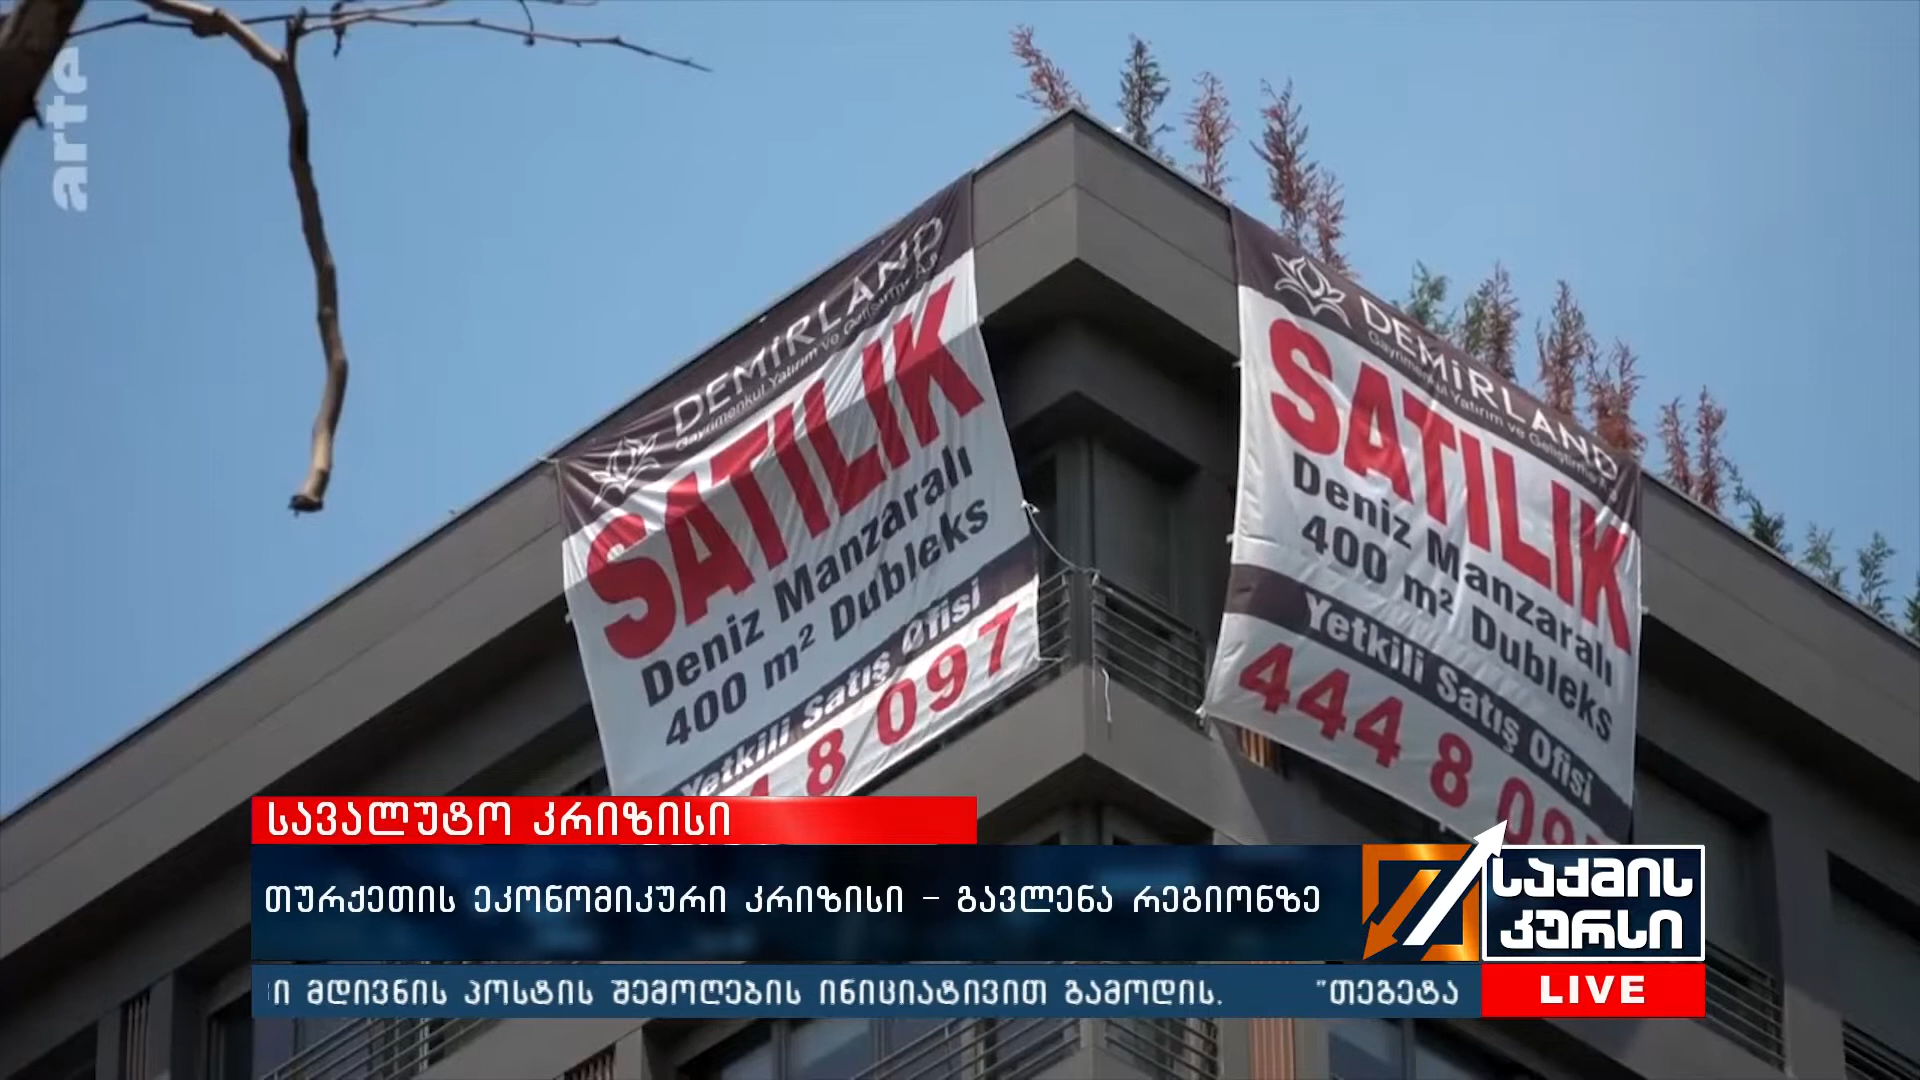 arte
DEMİRLAND
Gayrimenkul Yatırım ve Geliştirme A.Ş.
SATILIK
Deniz Manzaralı
400 m² Dubleks
Yetkili Satış Ofisi
8 097
DEMİRLAND
Gayrimenkul Yatırım ve Geliştirme
SATILIK
Deniz Manzaralı
400 m² Dubleks
Yetkili Satış Ofisi
444 8 097
სავალუტო კრიზისი
თურქეთის ეკონომიკური კრიზისი – გავლენა რეგიონზე
საქმის
კურსი
ი მდივნის პოსტის შემოღების ინიციატივით გამოდის. "თეგეტა
LIVE